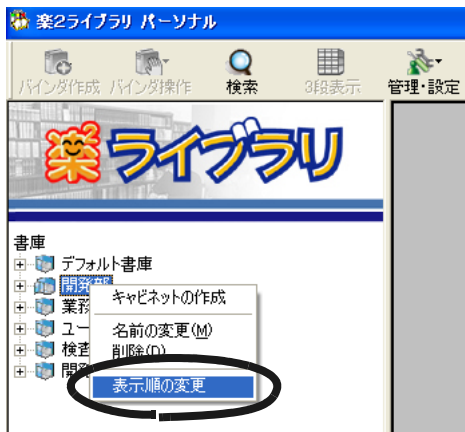 楽2ライブラリ パーソナル
バインダ作成 バインダ操作 検索 3段表示 管理・設定
楽 ライブラリ
書庫
デフォルト書庫
開発部
業務
ユー
検査
開発
キャビネットの作成
名前の変更(M)
削除(D)
表示順の変更